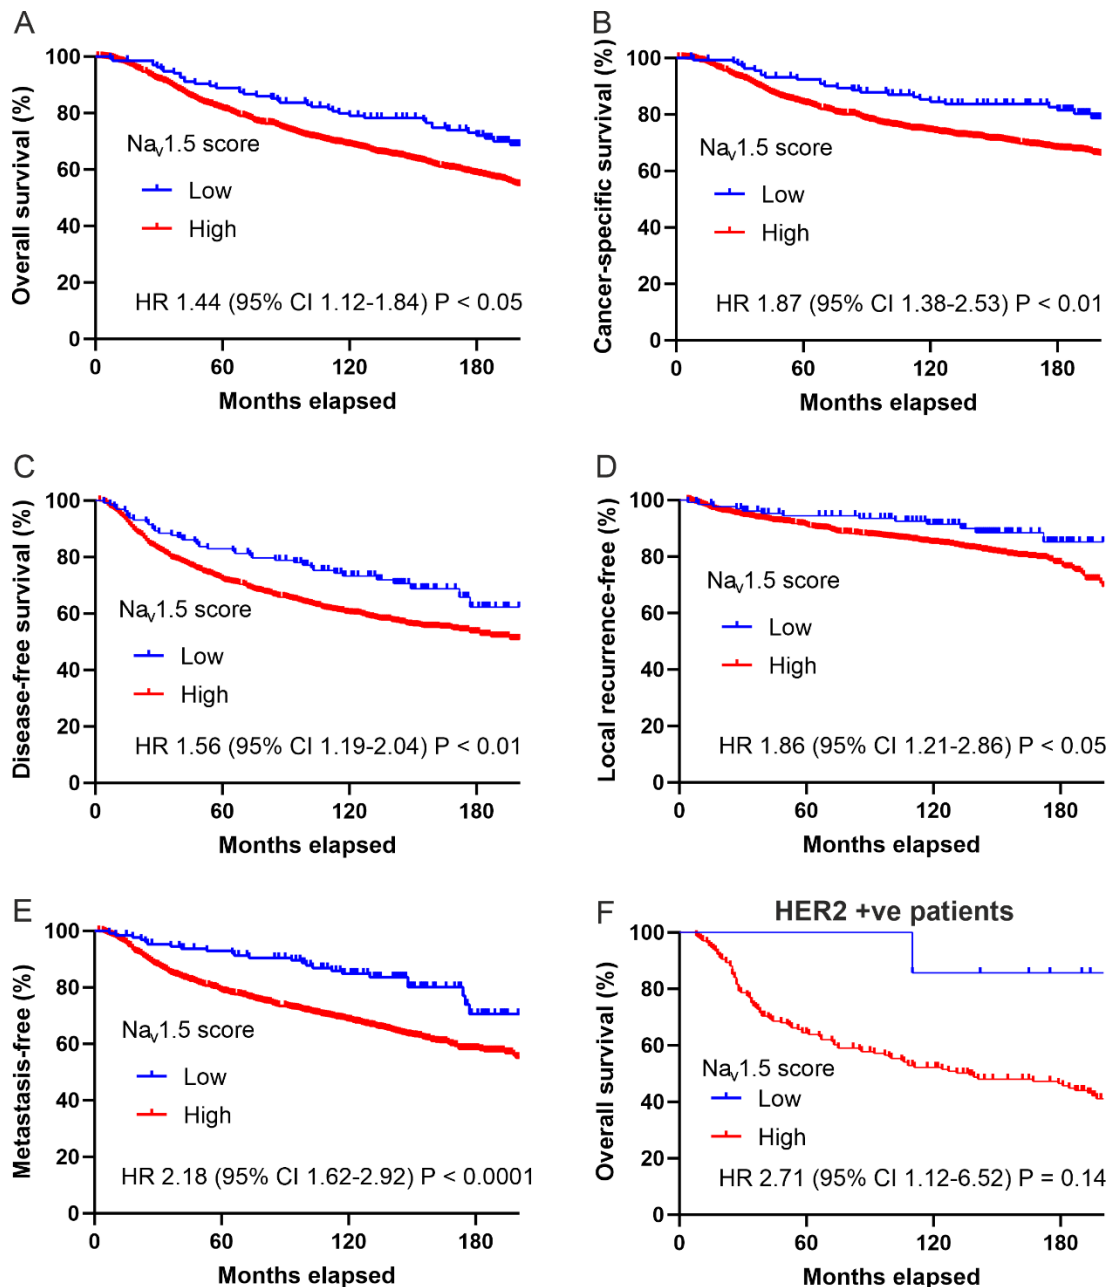 A
Overall survival (%)
100
80
60
40
20
0
Na_v1.5 score
Low
High
HR 1.44 (95% CI 1.12-1.84) P < 0.05
0 60 120 180
Months elapsed
B
Cancer-specific survival (%)
100
80
60
40
20
0
Na_v1.5 score
Low
High
HR 1.87 (95% CI 1.38-2.53) P < 0.01
0 60 120 180
Months elapsed
C
Disease-free survival (%)
100
80
60
40
20
0
Na_v1.5 score
Low
High
HR 1.56 (95% CI 1.19-2.04) P < 0.01
0 60 120 180
Months elapsed
D
Local recurrence-free (%)
100
80
60
40
20
0
Na_v1.5 score
Low
High
HR 1.86 (95% CI 1.21-2.86) P < 0.05
0 60 120 180
Months elapsed
E
Metastasis-free (%)
100
80
60
40
20
0
Na_v1.5 score
Low
High
HR 2.18 (95% CI 1.62-2.92) P < 0.0001
0 60 120 180
Months elapsed
F
HER2 +ve patients
Overall survival (%)
100
80
60
40
20
0
Na_v1.5 score
Low
High
HR 2.71 (95% CI 1.12-6.52) P = 0.14
0 60 120 180
Months elapsed